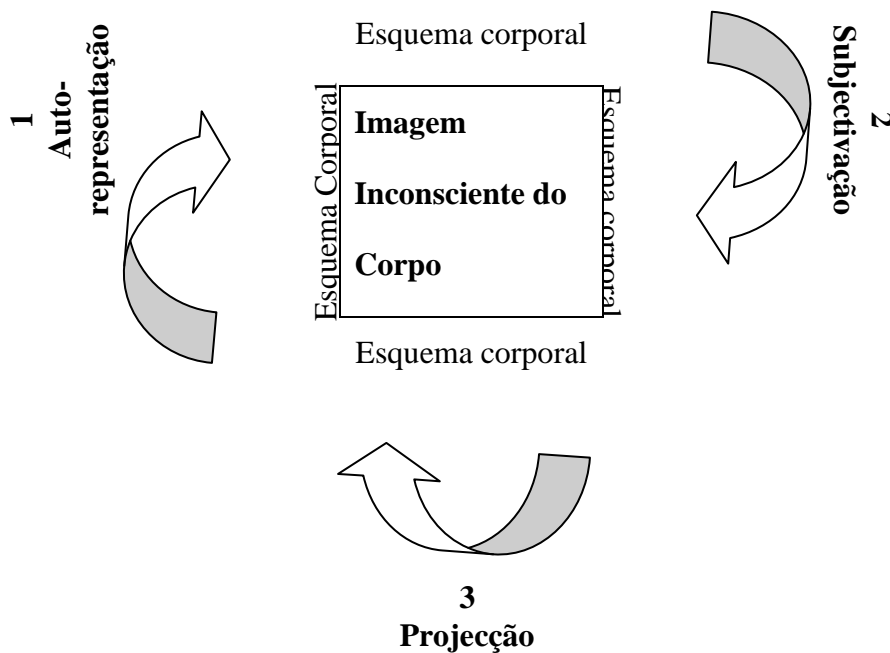 Esquema corporal
1
Auto-
representação
Esquema Corporal
Imagem
Inconsciente do
Corpo
Esquema corporal
2
Subjectivação
Esquema corporal
3
Projecção